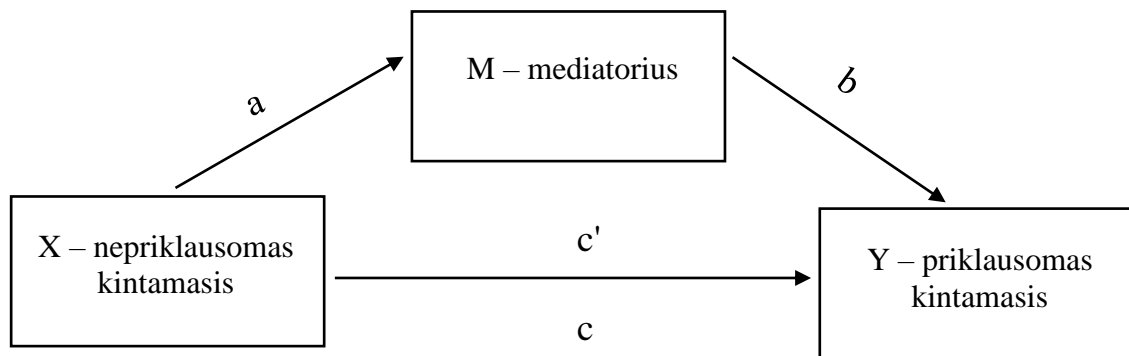 M – mediatorius
a
b
X – nepriklausomas
kintamasis
c'
c
Y – priklausomas
kintamasis